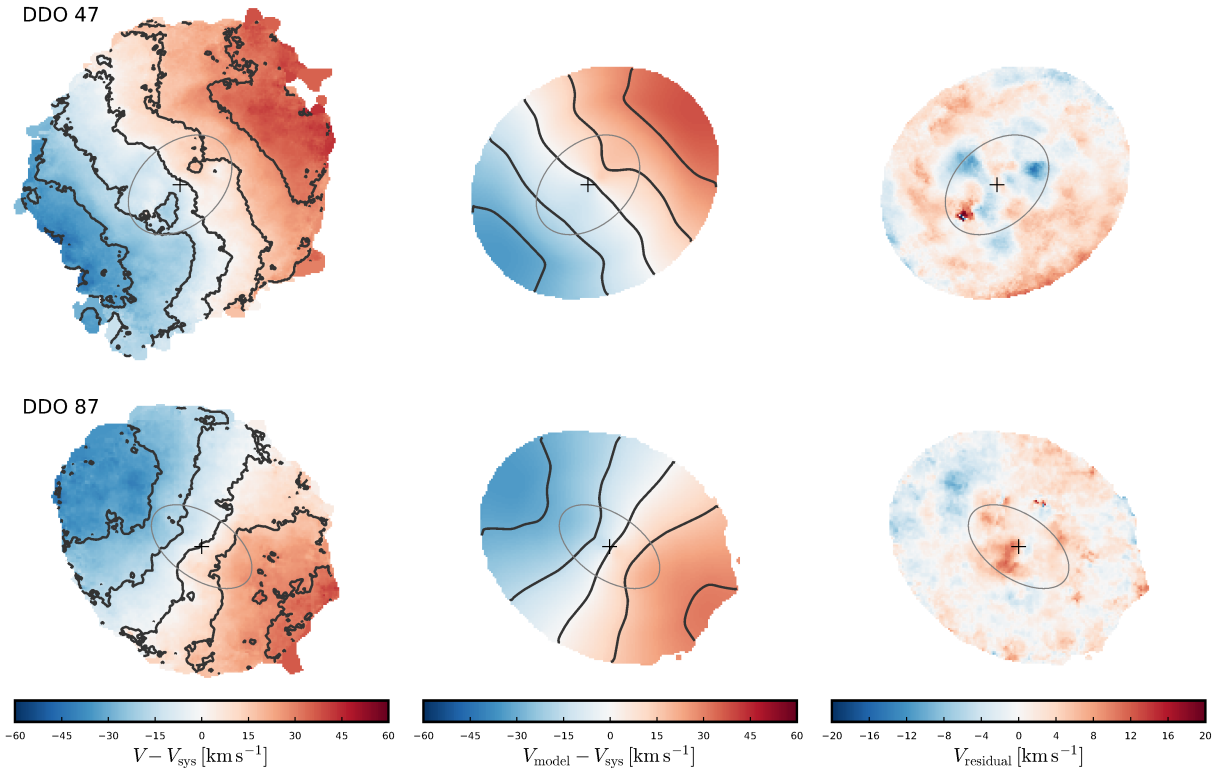 DDO 47
DDO 87
−60 −45 −30 −15 0 15 30 45 60
V − V_sys [km s⁻¹]
−60 −45 −30 −15 0 15 30 45 60
V_model − V_sys [km s⁻¹]
−20 −16 −12 −8 −4 0 4 8 12 16 20
V_residual [km s⁻¹]